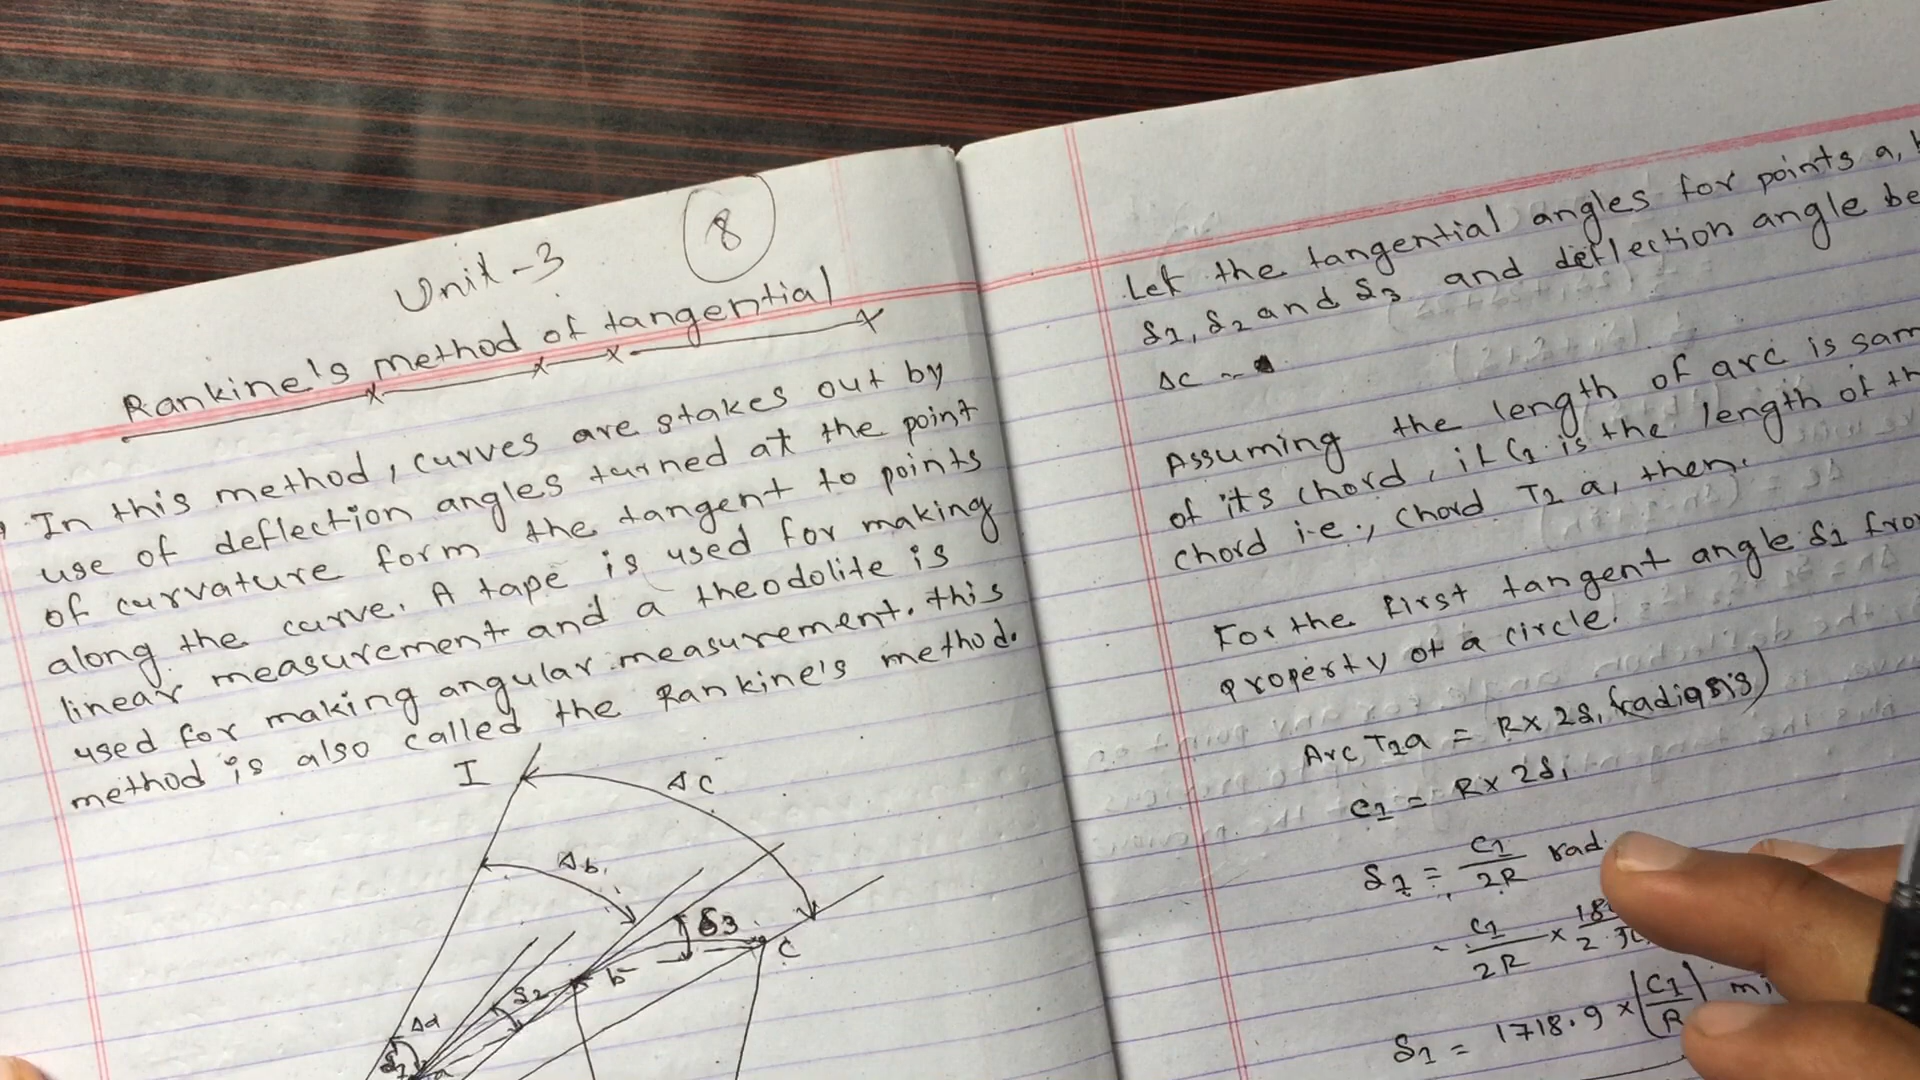 Unit-3
8
Rankine's method of tangential
In this method, curves are stakes out by
use of deflection angles turned at the point
of curvature form the tangent to points
along the curve. A tape is used for making
linear measurement and a theodolite is
used for making angular measurement. this
method is also called the Rankine's method.
I
Δc
Δb
δ3
C
b
δ2
Δa
δ1
a
Let the tangential angles for points a,
δ1, δ2 and δ3 and deflection angle be
Δc
Assuming the length of arc is
of its chord, if C1 is the length of
chord i.e., chord T1 a, then.
For the first tangent angle δ1
property of a circle.
Arc T1a = R x 2δ1
C1 = R x 2δ1
δ1 = C1/2R rad
= C1/2R x
δ1 = 1718.9 x (C1/R)